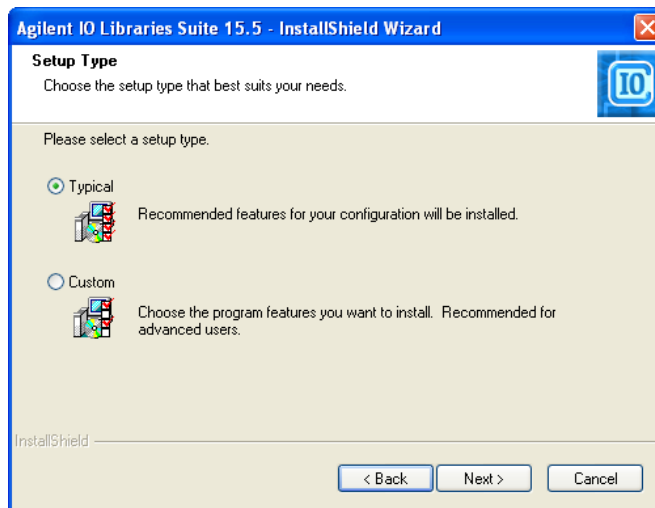 Agilent IO Libraries Suite 15.5 - InstallShield Wizard
Setup Type
Choose the setup type that best suits your needs.
IO
Please select a setup type.
Typical
Recommended features for your configuration will be installed.
Custom
Choose the program features you want to install. Recommended for
advanced users.
InstallShield
< Back
Next >
Cancel